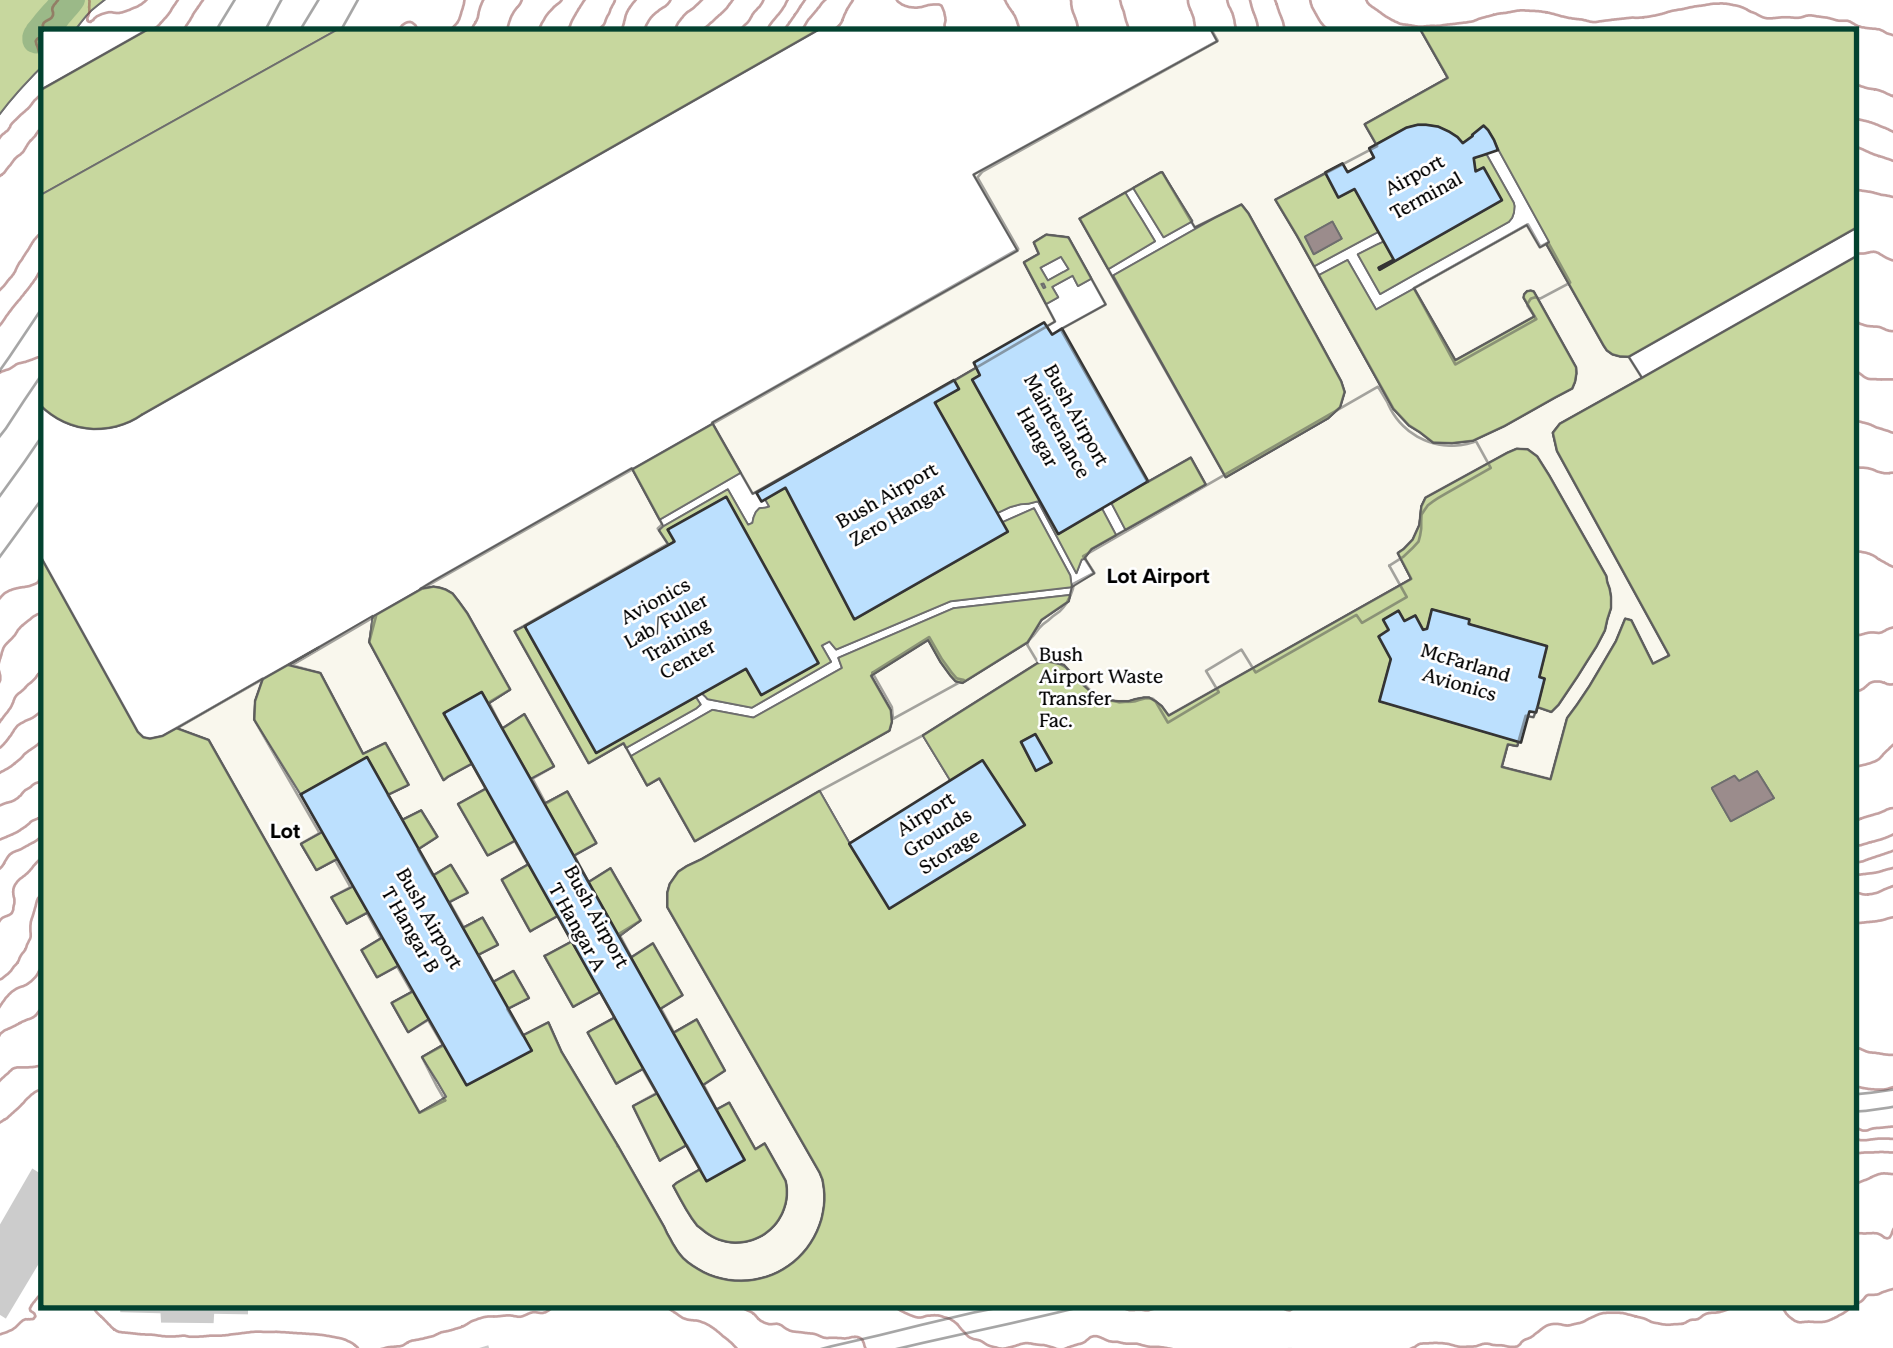 Airport
Terminal
Bush Airport
Maintenance
Hangar
Bush Airport
Zero Hangar
Avionics
Lab/Fuller
Training
Center
Lot Airport
Bush
Airport Waste
Transfer
Fac.
McFarland
Avionics
Airport
Grounds
Storage
Lot
Bush Airport
T Hangar B
Bush Airport
T Hangar A